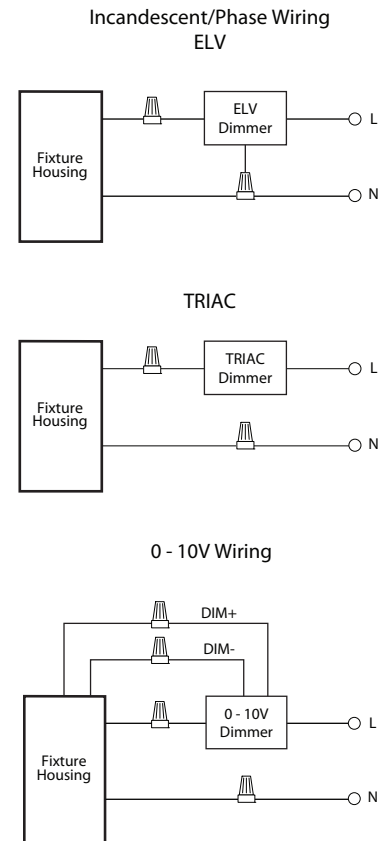 Incandescent/Phase Wiring
ELV
ELV
Dimmer
L
Fixture
Housing
N
TRIAC
TRIAC
Dimmer
L
Fixture
Housing
N
0 - 10V Wiring
DIM+
DIM-
0 - 10V
Dimmer
L
Fixture
Housing
N